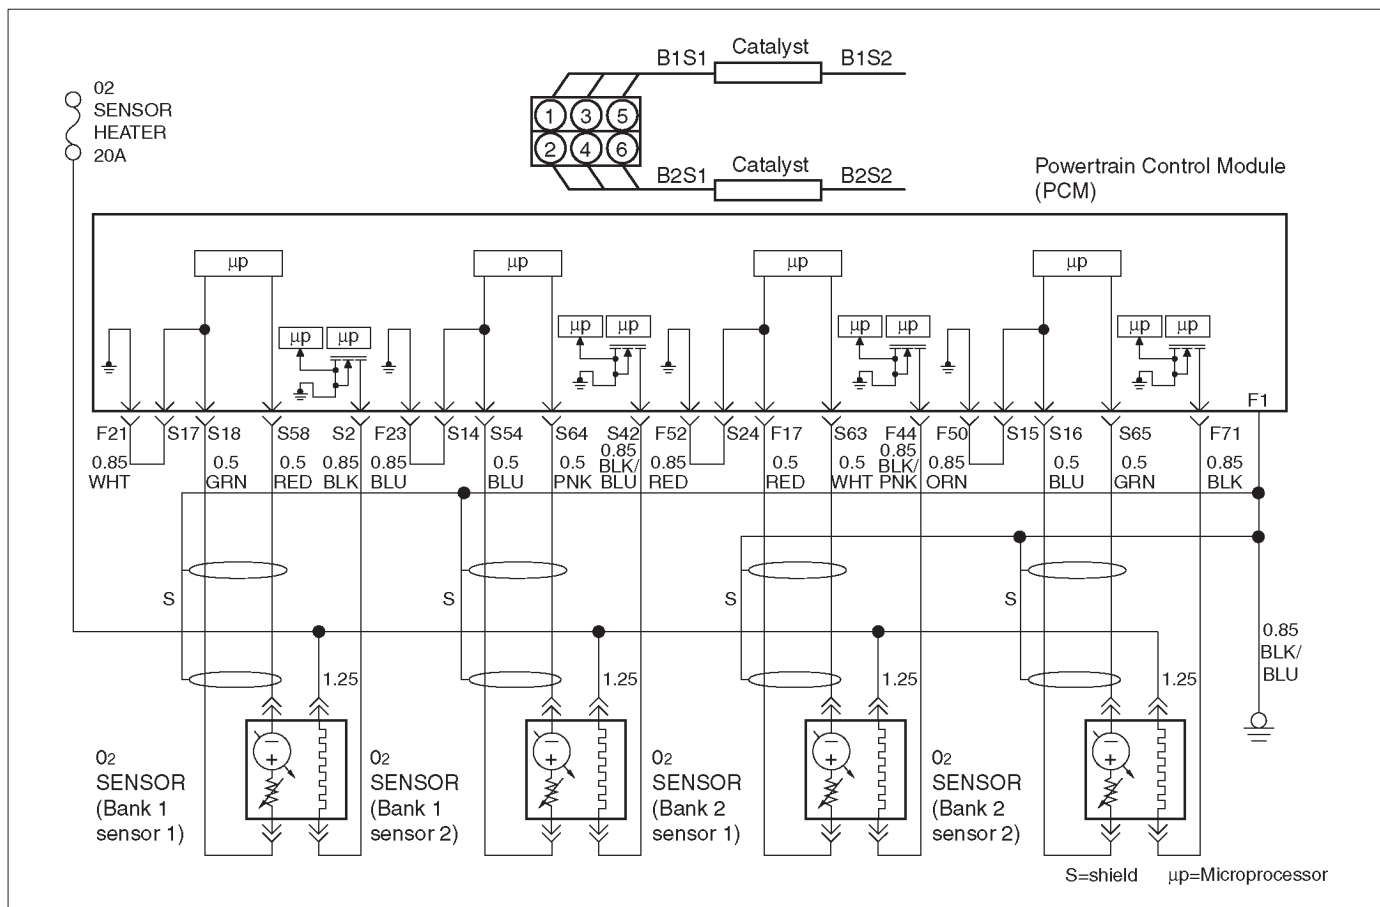 B1S1 Catalyst B1S2
02
SENSOR
HEATER
20A
1 3 5
2 4 6
B2S1 Catalyst B2S2
Powertrain Control Module
(PCM)
µp µp µp µp
µp µp µp µp µp µp µp µp
F1
F21 S17 S18 S58 S2 F23 S14 S54 S64 S42 F52 S24 F17 S63 F44 F50 S15 S16 S65 F71
0.85 WHT
0.5 GRN
0.5 RED
0.85 BLK
0.85 BLU
0.5 BLU
0.5 PNK
0.85 BLK/ BLU
0.85 RED
0.5 RED
0.5 WHT
0.85 BLK/ PNK
0.85 ORN
0.5 BLU
0.5 GRN
0.85 BLK
S S S S
0.85
BLK/
BLU
1.25 1.25 1.25 1.25
− − − −
+ + + +
02
SENSOR
(Bank 1
sensor 1)
02
SENSOR
(Bank 1
sensor 2)
02
SENSOR
(Bank 2
sensor 1)
02
SENSOR
(Bank 2
sensor 2)
S=shield µp=Microprocessor